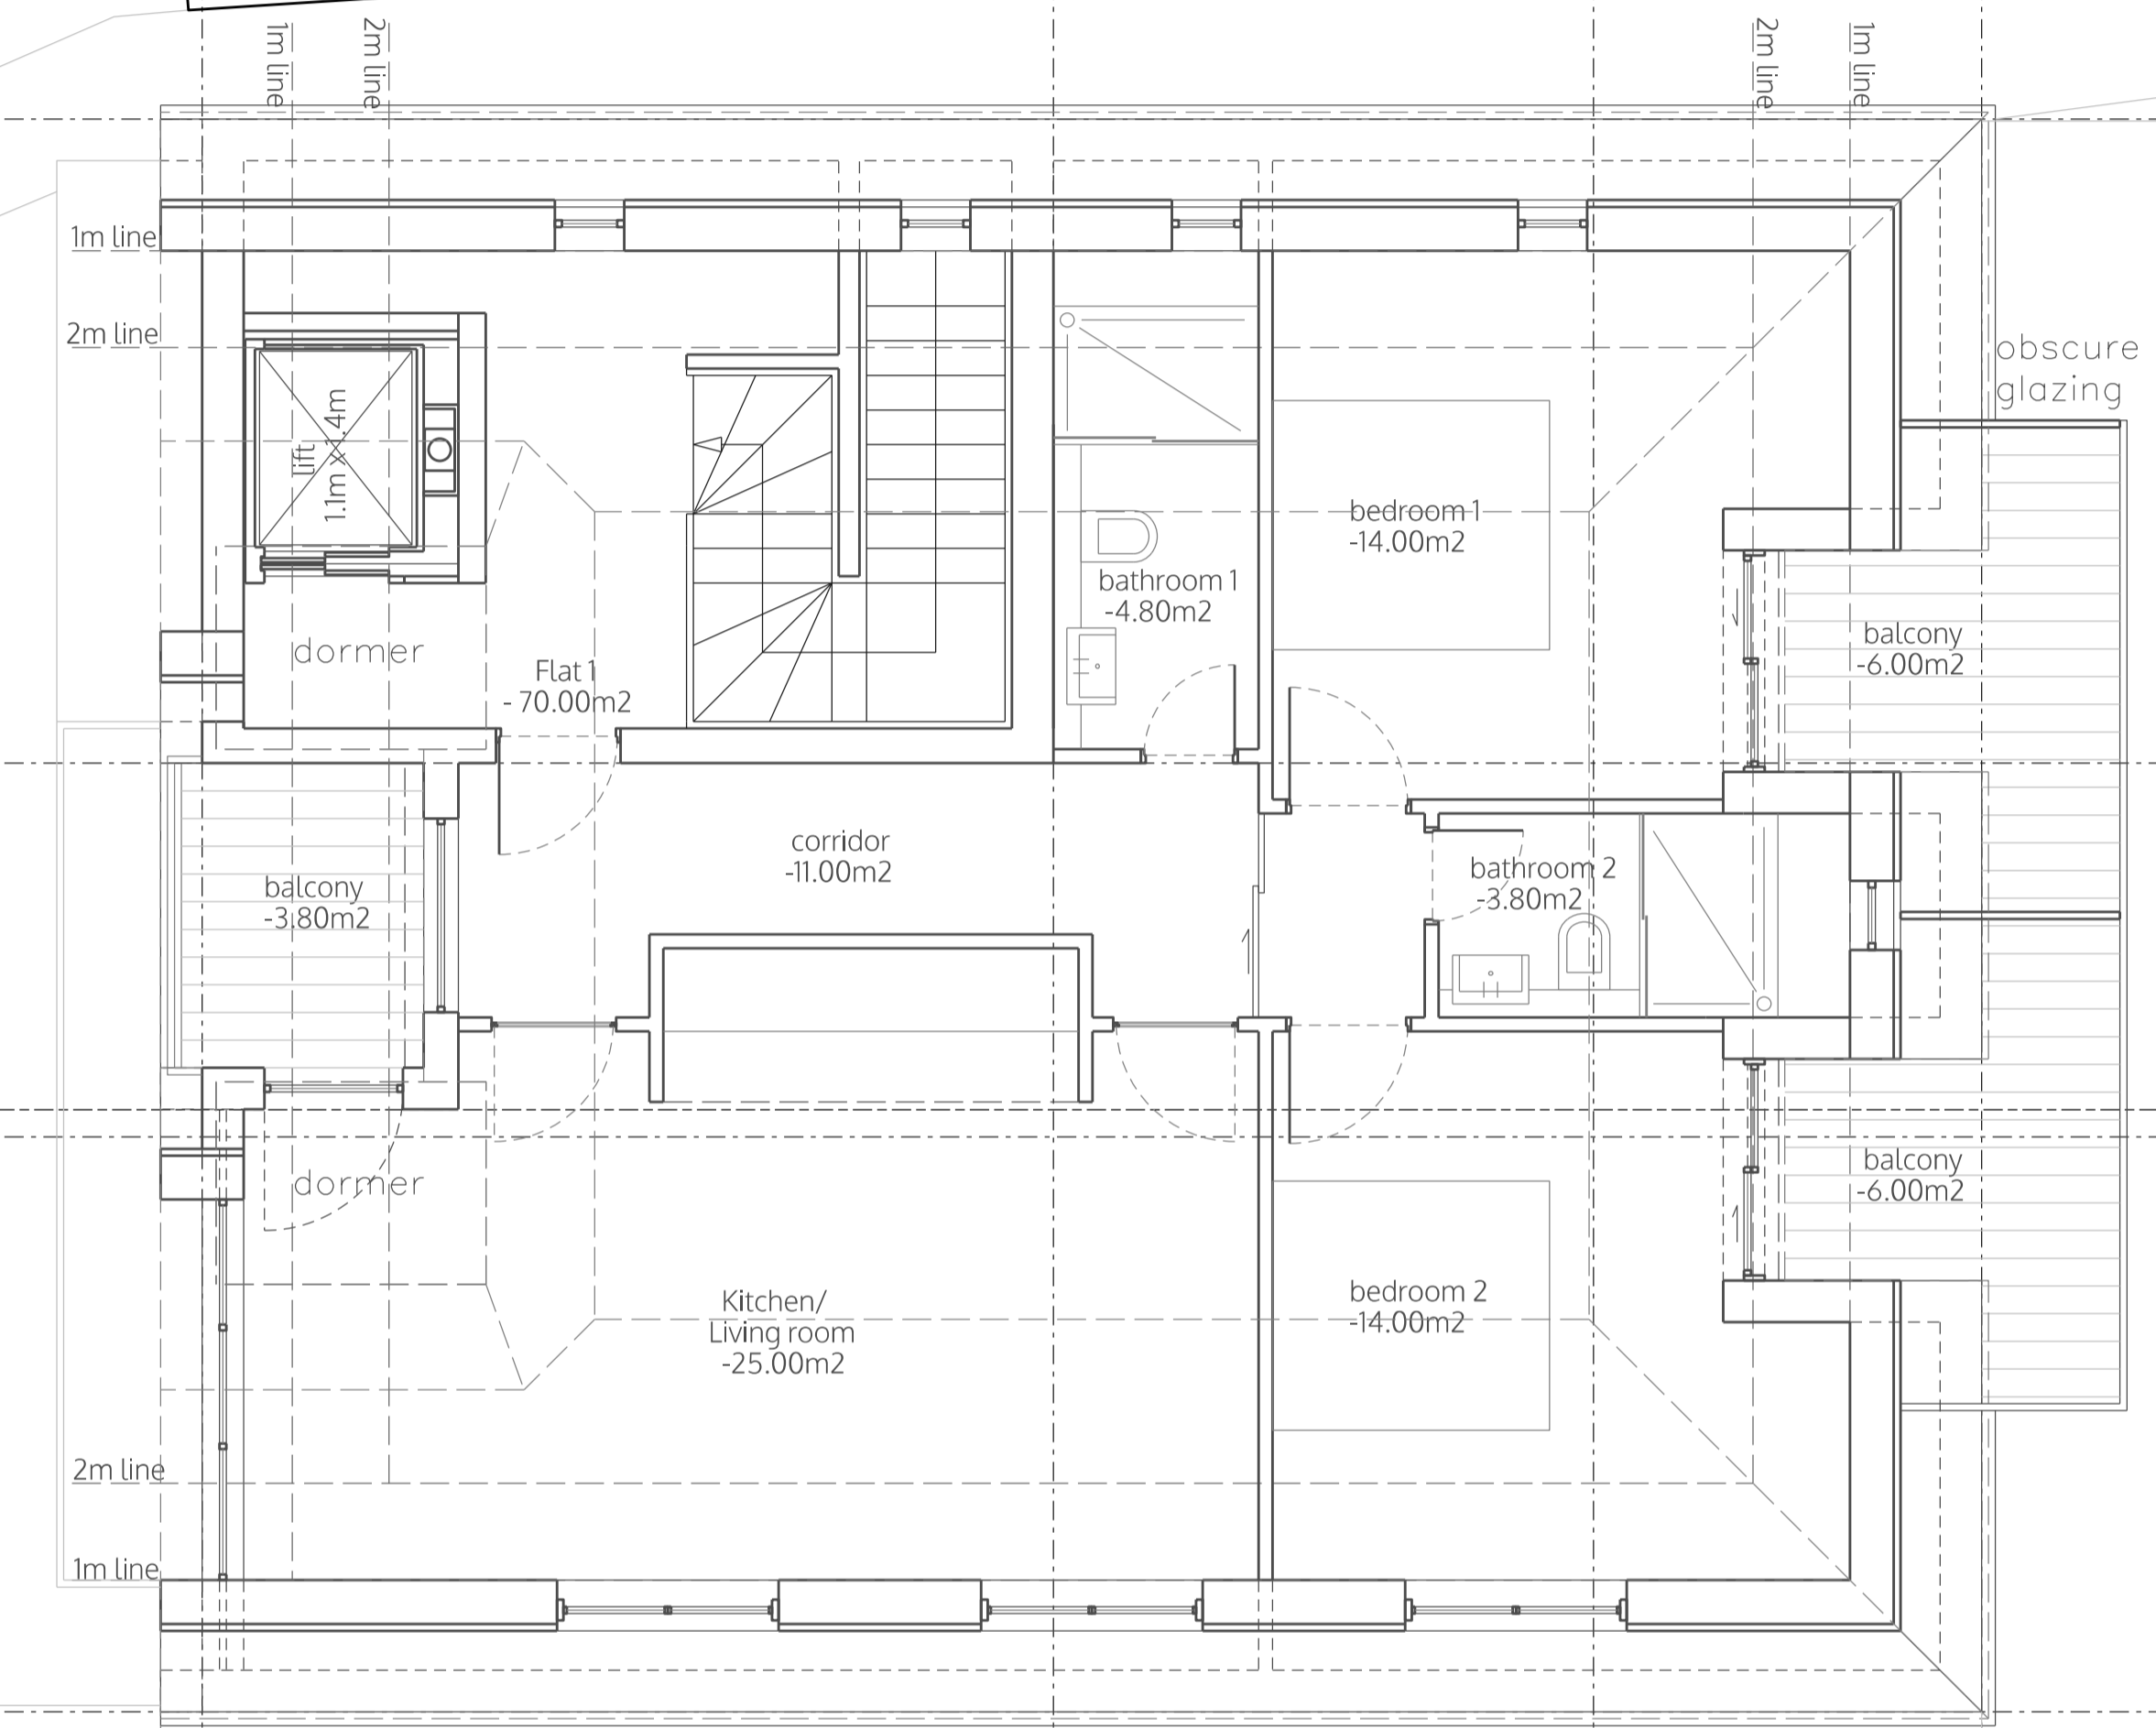 1m line
2m line
2m line
1m line
1m line
2m line
obscure
glazing
lift
1.1m x 1.4m
bedroom 1
-14.00m2
bathroom 1
-4.80m2
dormer
balcony
-6.00m2
Flat 1
- 70.00m2
corridor
-11.00m2
bathroom 2
-3.80m2
balcony
-3.80m2
dormer
balcony
-6.00m2
Kitchen/
Living room
-25.00m2
bedroom 2
-14.00m2
2m line
1m line